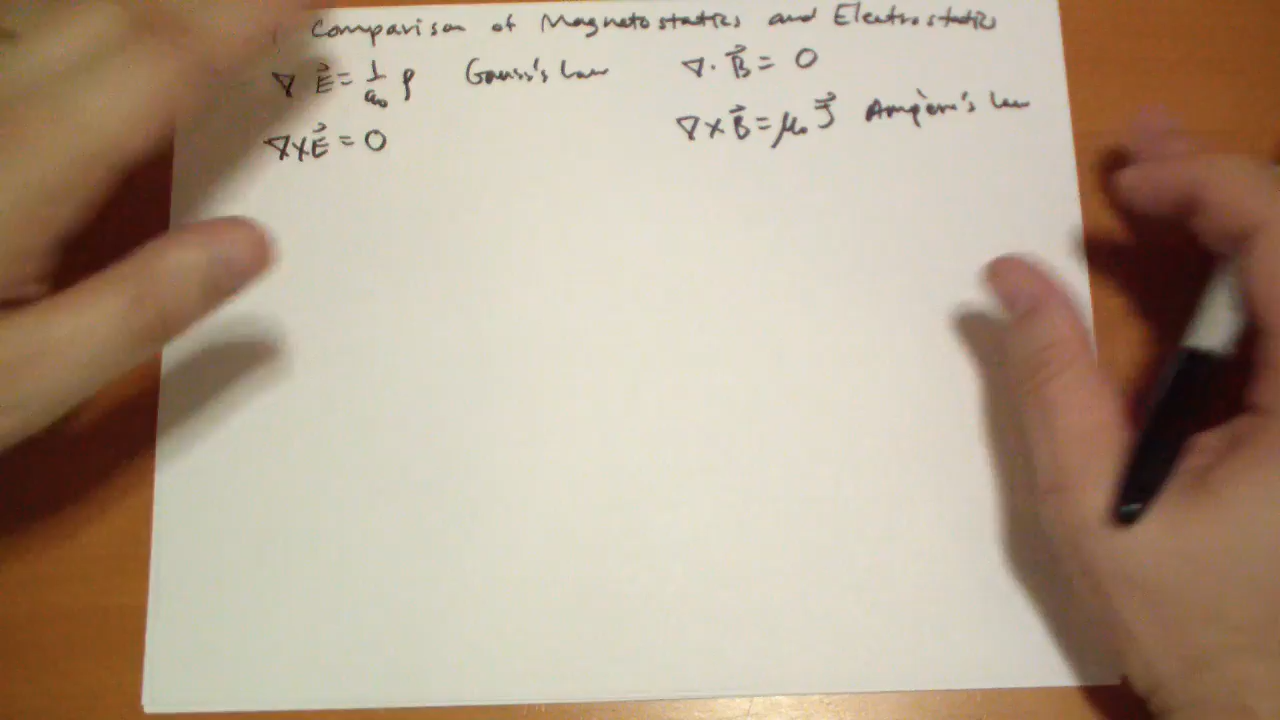 Comparison of Magnetostatics and Electrostatics
∇ E⃗ = 1/ε₀ ρ Gauss's Law
∇×E⃗ = 0
∇· B⃗ = 0
∇×B⃗ = μ₀ J⃗ Ampère's Law